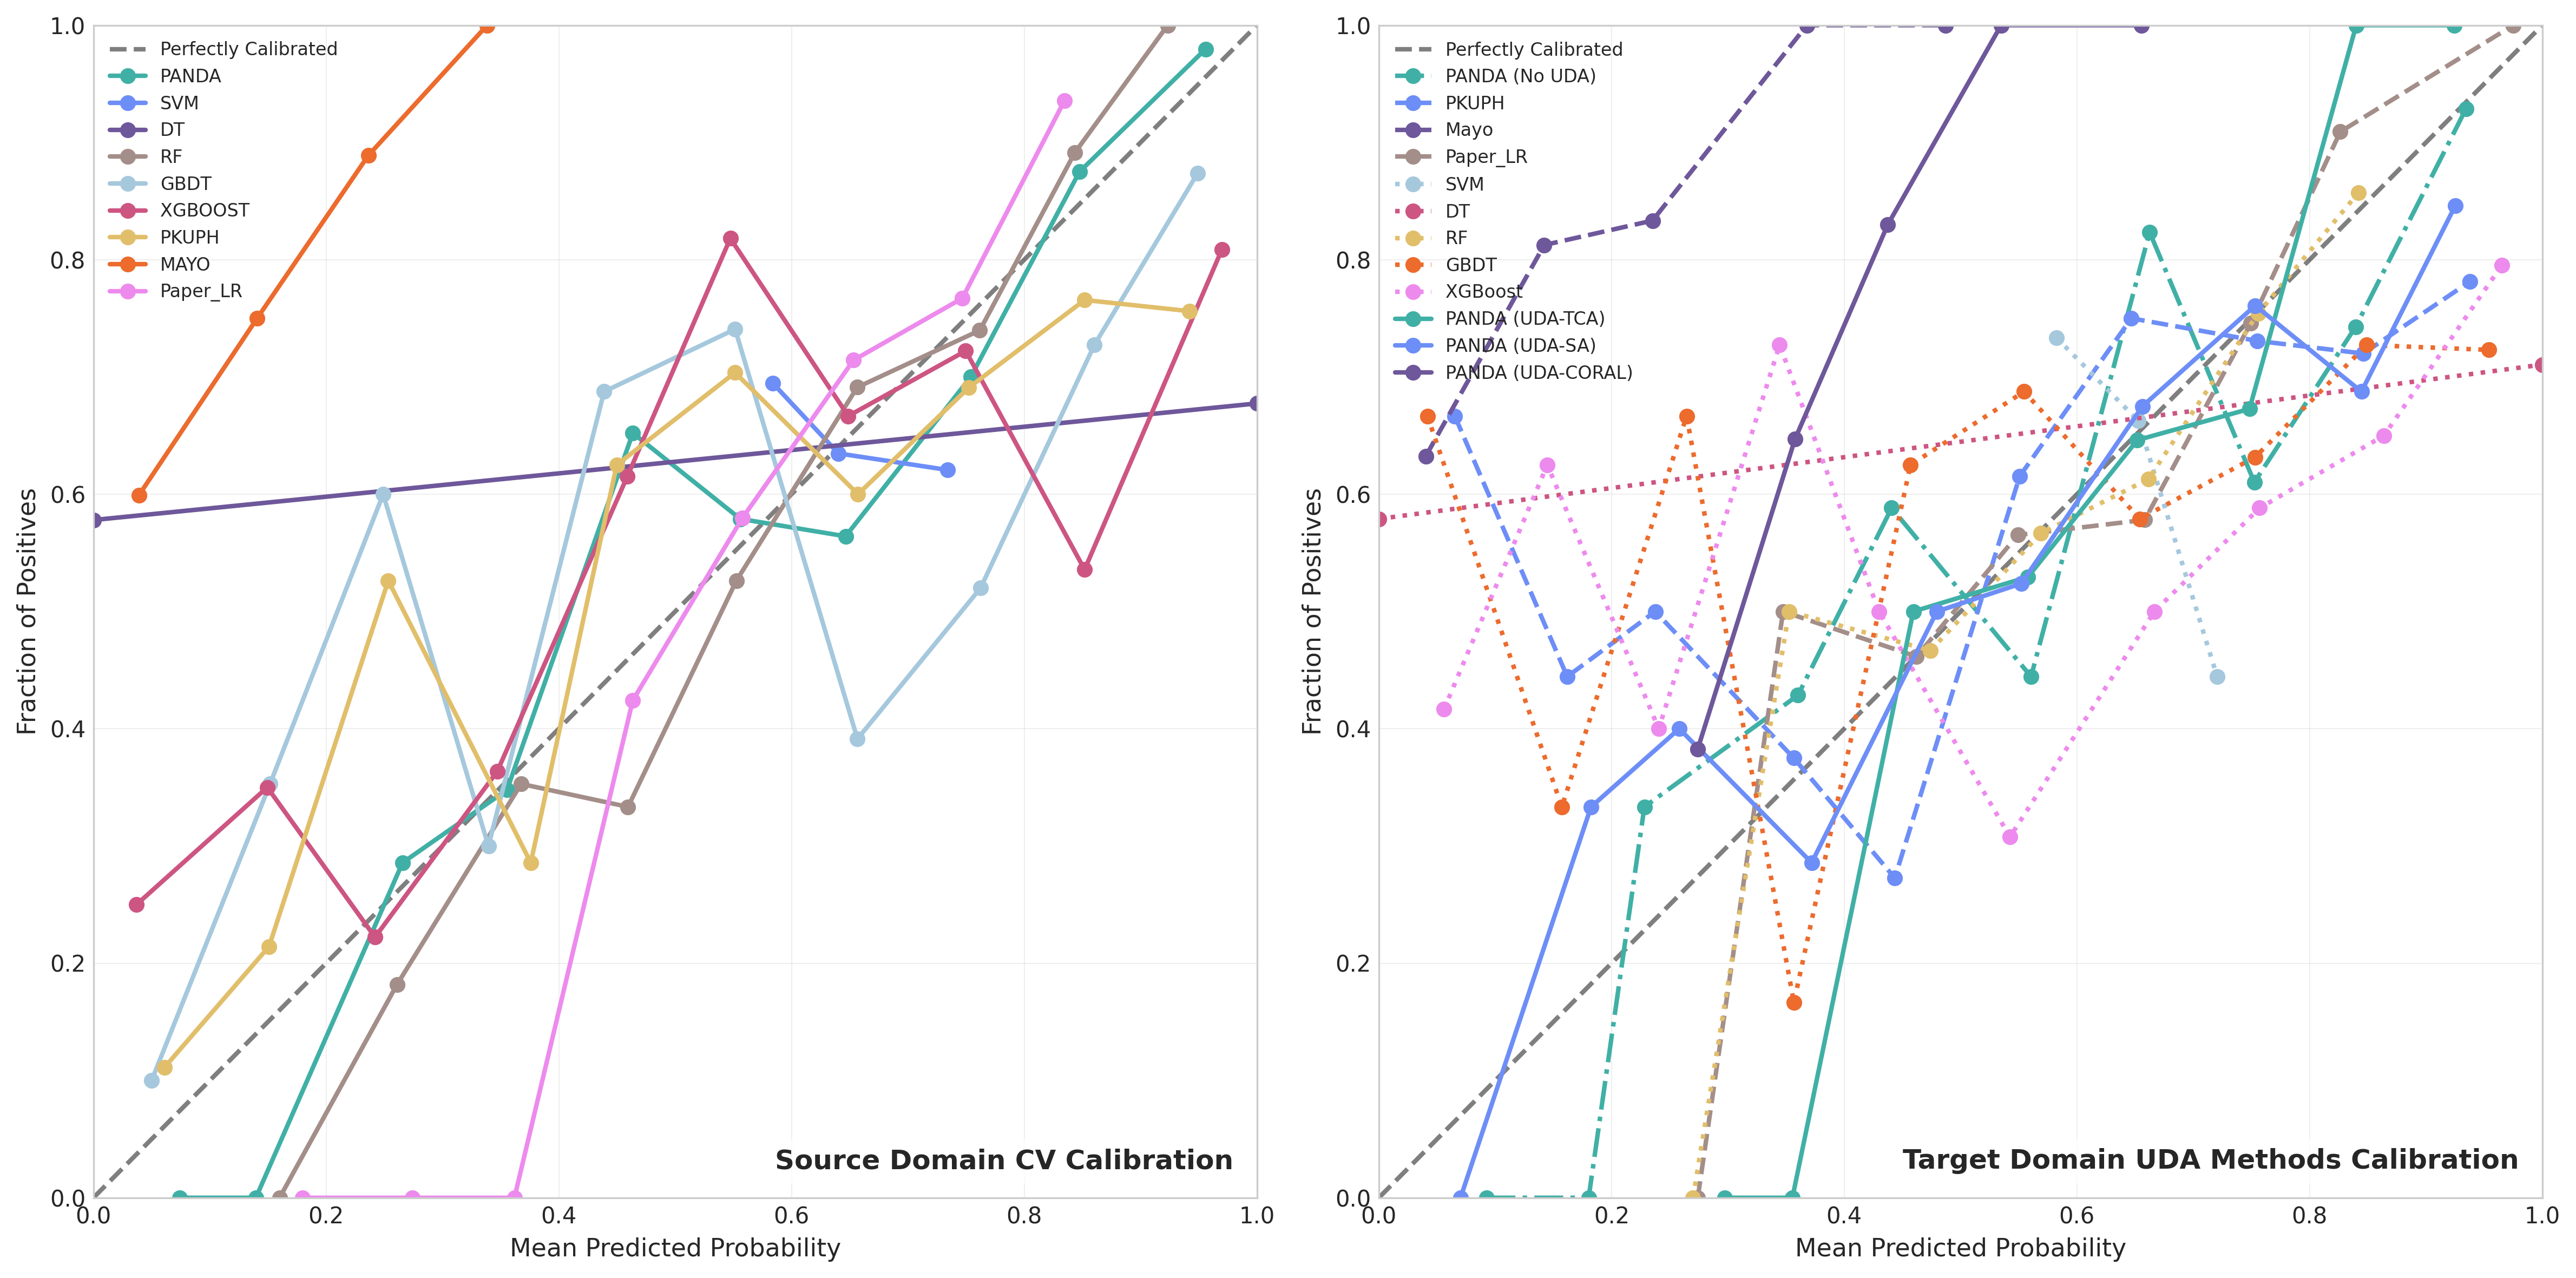 1.0
0.8
0.6
0.4
0.2
0.0
Fraction of Positives
Perfectly Calibrated
PANDA
SVM
DT
RF
GBDT
XGBOOST
PKUPH
MAYO
Paper_LR
Source Domain CV Calibration
0.0 0.2 0.4 0.6 0.8 1.0
Mean Predicted Probability
1.0
0.8
0.6
0.4
0.2
0.0
Fraction of Positives
Perfectly Calibrated
PANDA (No UDA)
PKUPH
Mayo
Paper_LR
SVM
DT
RF
GBDT
XGBoost
PANDA (UDA-TCA)
PANDA (UDA-SA)
PANDA (UDA-CORAL)
Target Domain UDA Methods Calibration
0.0 0.2 0.4 0.6 0.8 1.0
Mean Predicted Probability